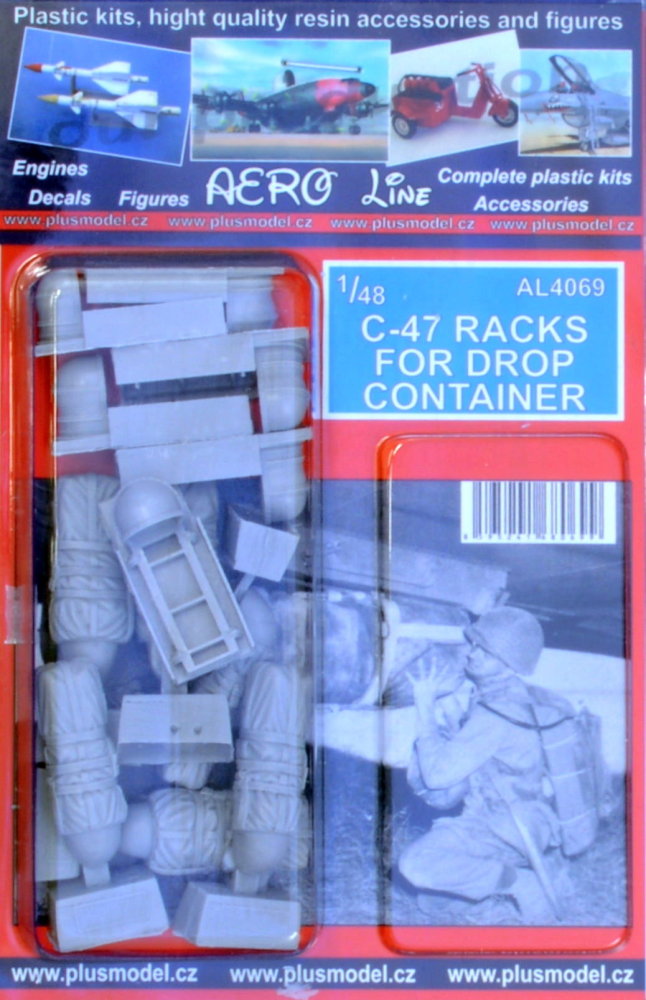 Plastic kits, hight quality resin accessories and figures
Engines
Decals Figures AERO LINE Complete plastic kits
Accessories
www.plusmodel.cz www.plusmodel.cz www.plusmodel.cz www.plusmodel.cz
1/48 AL4069
C-47 RACKS
FOR DROP
CONTAINER
www.plusmodel.cz www.plusmodel.cz www.plusmodel.cz